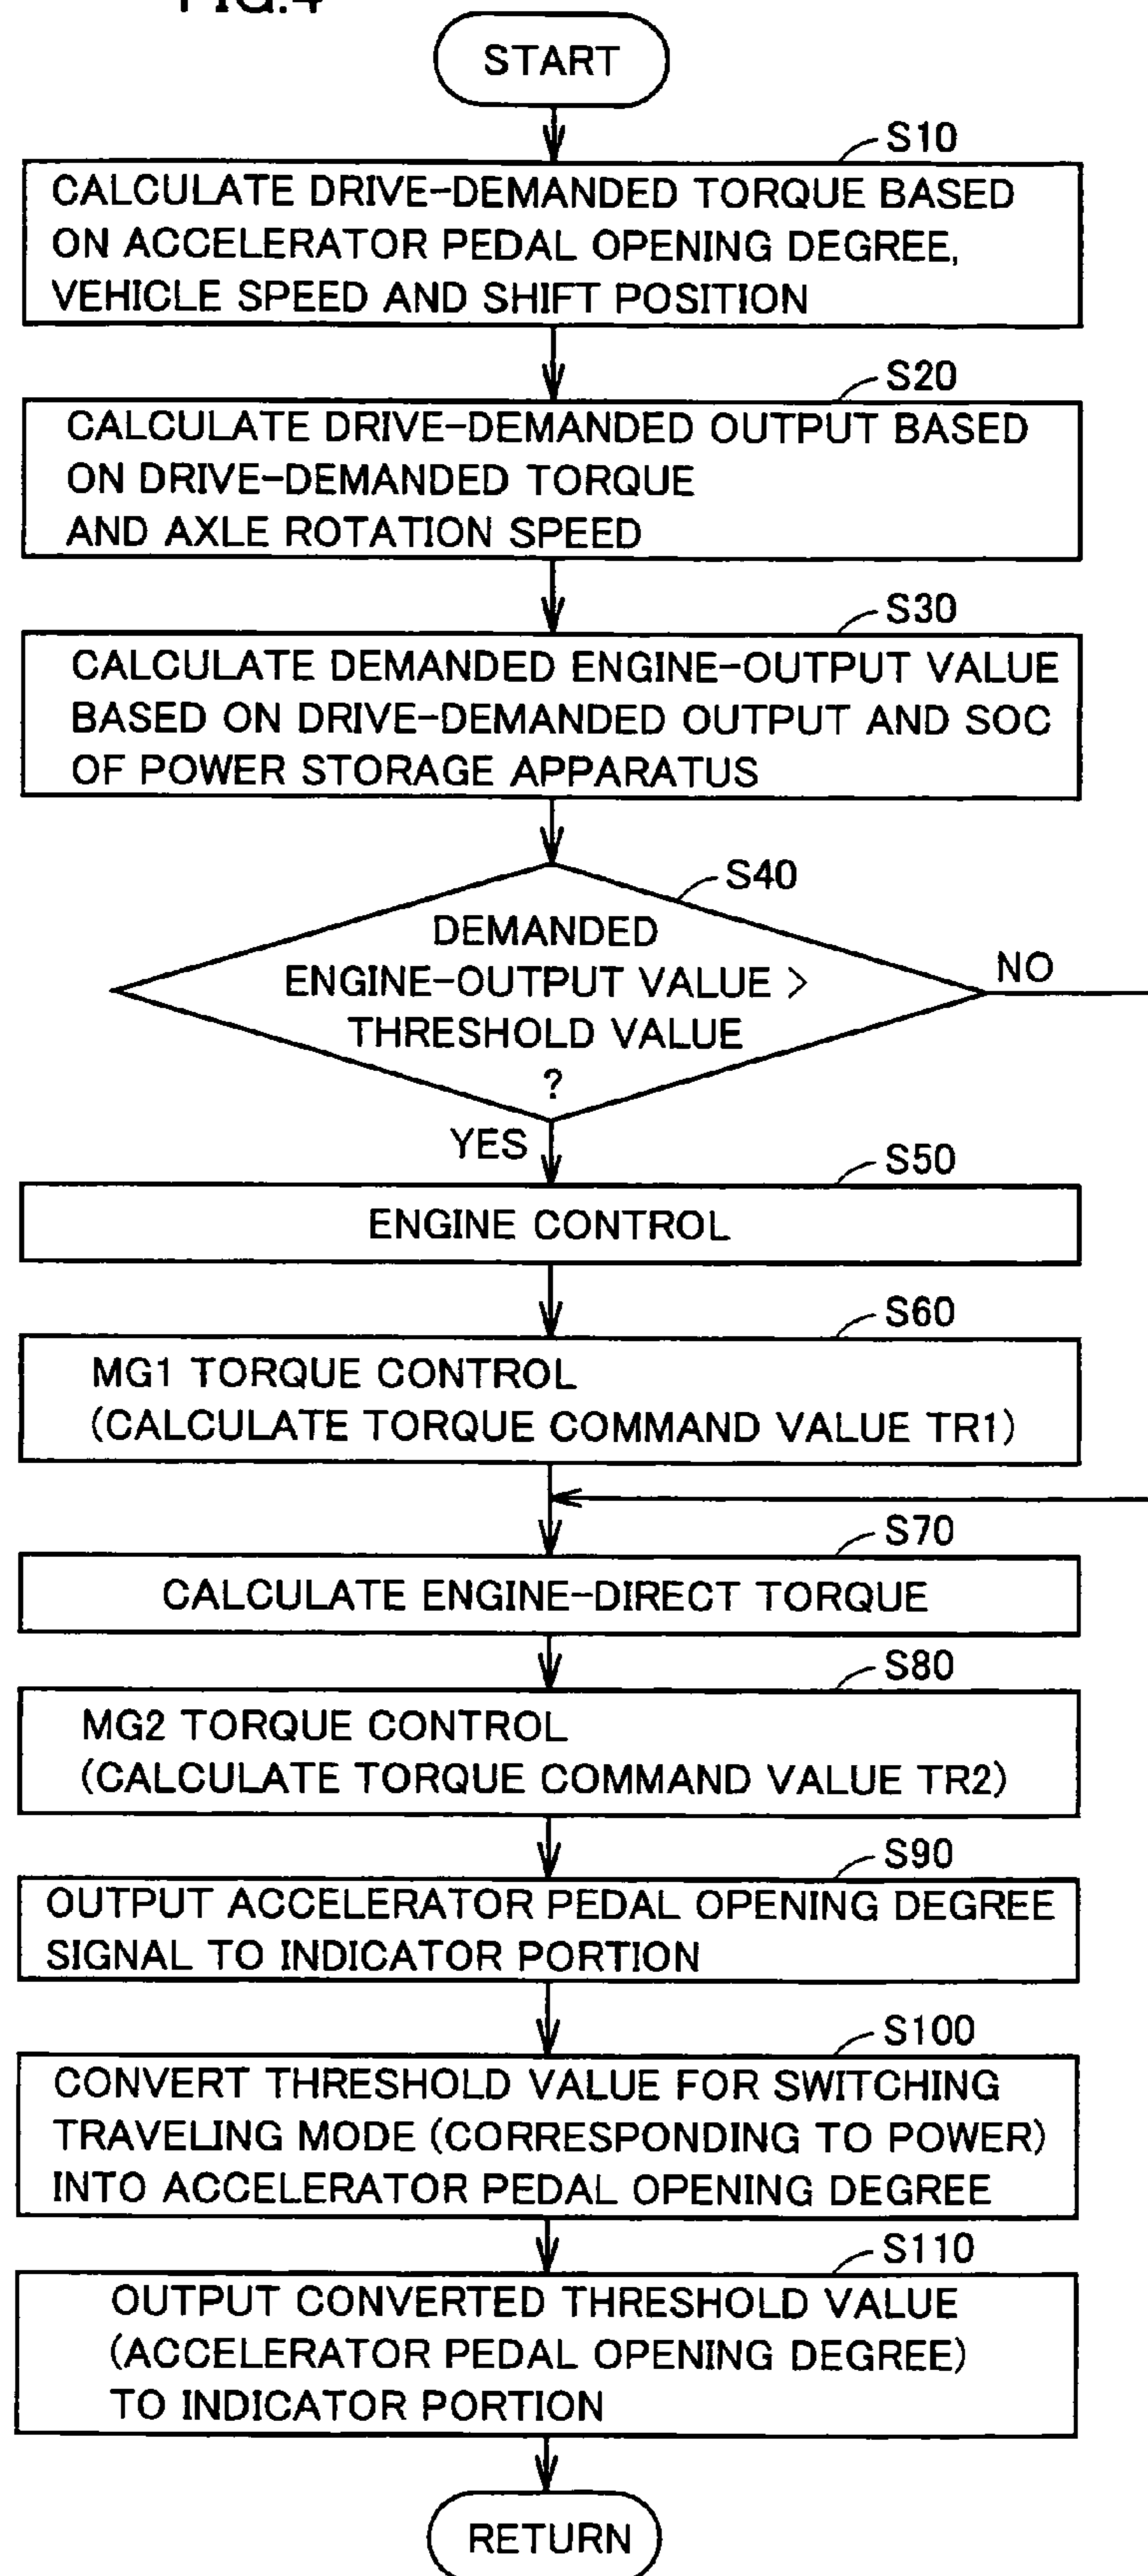 FIG.4
START
S10
CALCULATE DRIVE-DEMANDED TORQUE BASED
ON ACCELERATOR PEDAL OPENING DEGREE,
VEHICLE SPEED AND SHIFT POSITION
S20
CALCULATE DRIVE-DEMANDED OUTPUT BASED
ON DRIVE-DEMANDED TORQUE
AND AXLE ROTATION SPEED
S30
CALCULATE DEMANDED ENGINE-OUTPUT VALUE
BASED ON DRIVE-DEMANDED OUTPUT AND SOC
OF POWER STORAGE APPARATUS
S40
DEMANDED
ENGINE-OUTPUT VALUE >
THRESHOLD VALUE
?
NO
YES
S50
ENGINE CONTROL
S60
MG1 TORQUE CONTROL
(CALCULATE TORQUE COMMAND VALUE TR1)
S70
CALCULATE ENGINE-DIRECT TORQUE
S80
MG2 TORQUE CONTROL
(CALCULATE TORQUE COMMAND VALUE TR2)
S90
OUTPUT ACCELERATOR PEDAL OPENING DEGREE
SIGNAL TO INDICATOR PORTION
S100
CONVERT THRESHOLD VALUE FOR SWITCHING
TRAVELING MODE (CORRESPONDING TO POWER)
INTO ACCELERATOR PEDAL OPENING DEGREE
S110
OUTPUT CONVERTED THRESHOLD VALUE
(ACCELERATOR PEDAL OPENING DEGREE)
TO INDICATOR PORTION
RETURN